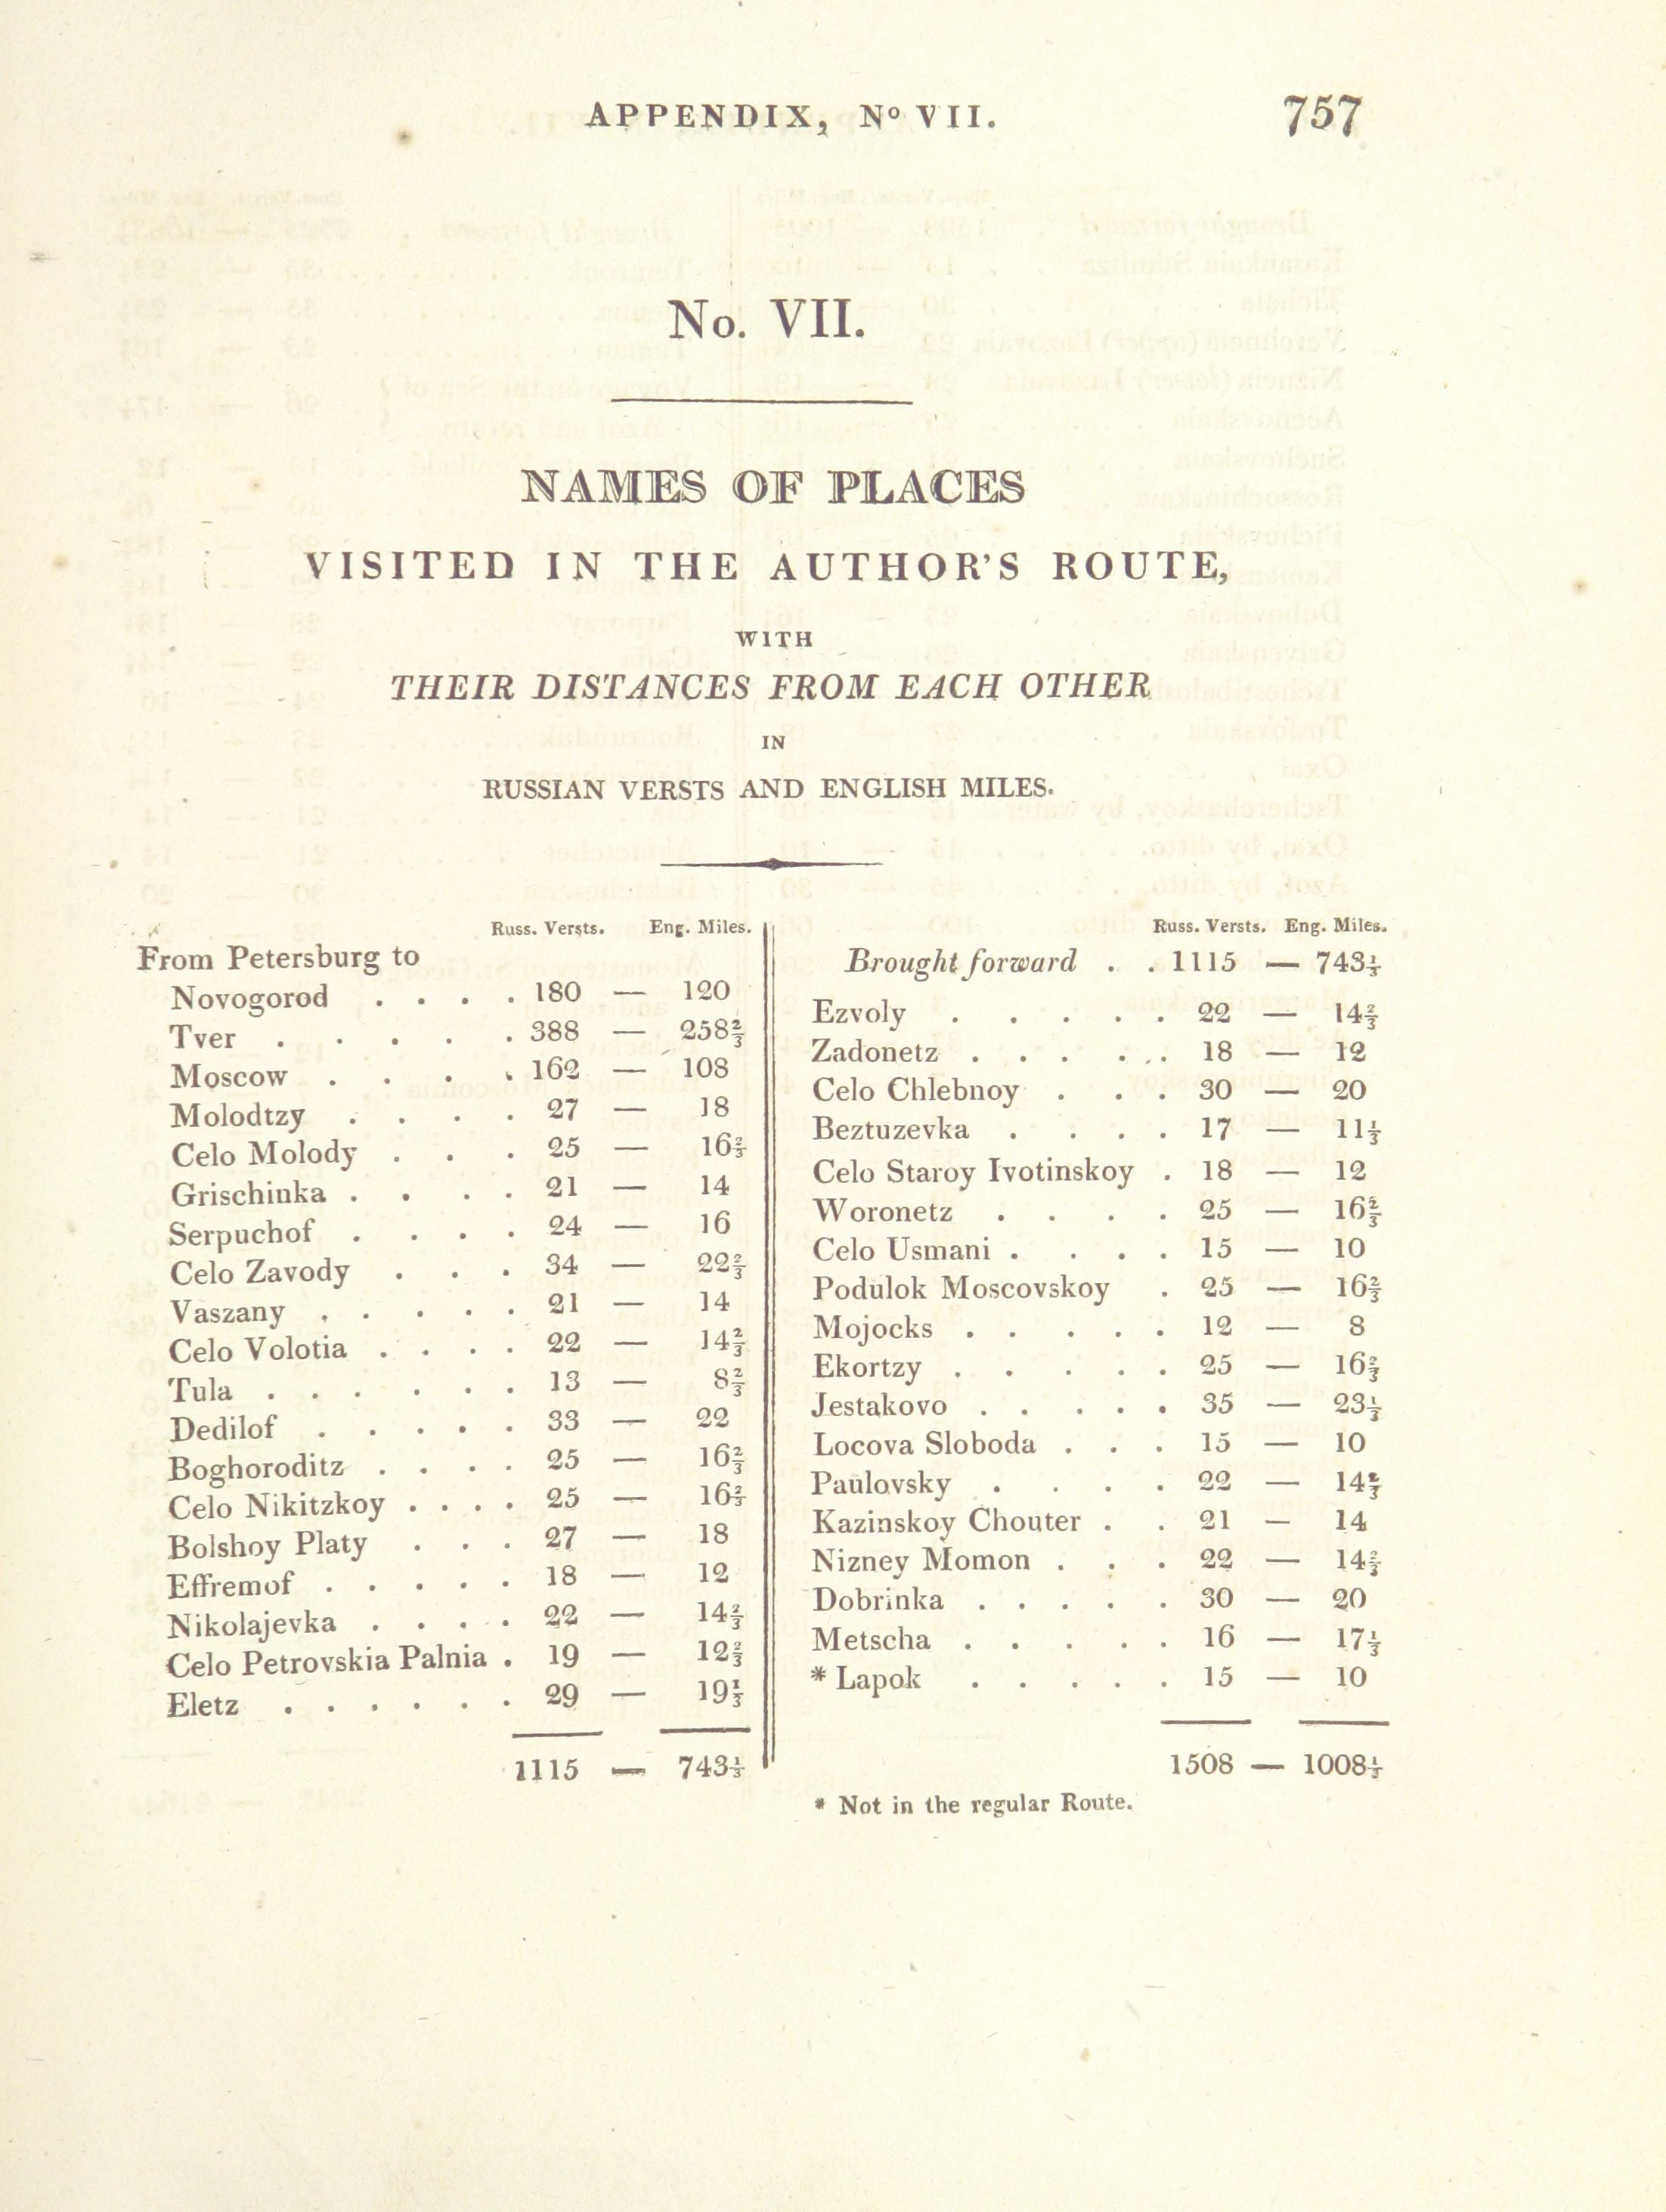 APPENDIX, Nº VII. 757
No. VII.
NAMES OF PLACES
VISITED IN THE AUTHOR'S ROUTE,
WITH
THEIR DISTANCES FROM EACH OTHER
IN
RUSSIAN VERSTS AND ENGLISH MILES.
Russ. Versts. Eng. Miles.
From Petersburg to
Novogorod . . . . 180 — 120
Tver . . . . . 388 — 258⅔
Moscow . . . . 162 — 108
Molodtzy . . . . 27 — 18
Celo Molody . . . 25 — 16⅔
Grischinka . . . . 21 — 14
Serpuchof . . . . 24 — 16
Celo Zavody . . . 34 — 22⅔
Vaszany . . . . . 21 — 14
Celo Volotia . . . . 22 — 14⅔
Tula . . . . . . 13 — 8⅔
Dedilof . . . . . 33 — 22
Boghoroditz . . . . 25 — 16⅔
Celo Nikitzkoy . . . . 25 — 16⅔
Bolshoy Platy . . . 27 — 18
Effremof . . . . . 18 — 12
Nikolajevka . . . . 22 — 14⅔
Celo Petrovskia Palnia . 19 — 12⅔
Eletz . . . . . . 29 — 19⅓
1115 — 743⅓
Russ. Versts. Eng. Miles.
Brought forward . . 1115 — 743⅓
Ezvoly . . . . . 22 — 14⅔
Zadonetz . . . . . 18 — 12
Celo Chlebnoy . . . 30 — 20
Beztuzevka . . . . 17 — 11⅓
Celo Staroy Ivotinskoy . 18 — 12
Woronetz . . . . 25 — 16⅔
Celo Usmani . . . . 15 — 10
Podulok Moscovskoy . 25 — 16⅔
Mojocks . . . . . 12 — 8
Ekortzy . . . . . 25 — 16⅔
Jestakovo . . . . . 35 — 23⅓
Locova Sloboda . . . 15 — 10
Paulovsky . . . . 22 — 14⅔
Kazinskoy Chouter . . 21 — 14
Nizney Momon . . . 22 — 14⅔
Dobrinka . . . . . 30 — 20
Metscha . . . . . 16 — 17⅓
* Lapok . . . . . 15 — 10
1508 — 1008⅓
* Not in the regular Route.